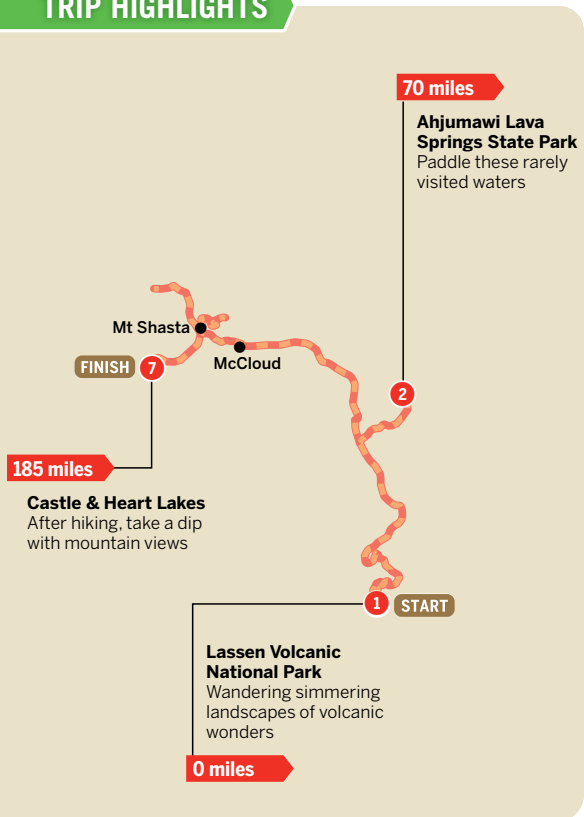 TRIP HIGHLIGHTS
70 miles
Ahjumawi Lava
Springs State Park
Paddle these rarely
visited waters
Mt Shasta
McCloud
FINISH
7
2
185 miles
Castle & Heart Lakes
After hiking, take a dip
with mountain views
1
START
Lassen Volcanic
National Park
Wandering simmering
landscapes of volcanic
wonders
0 miles